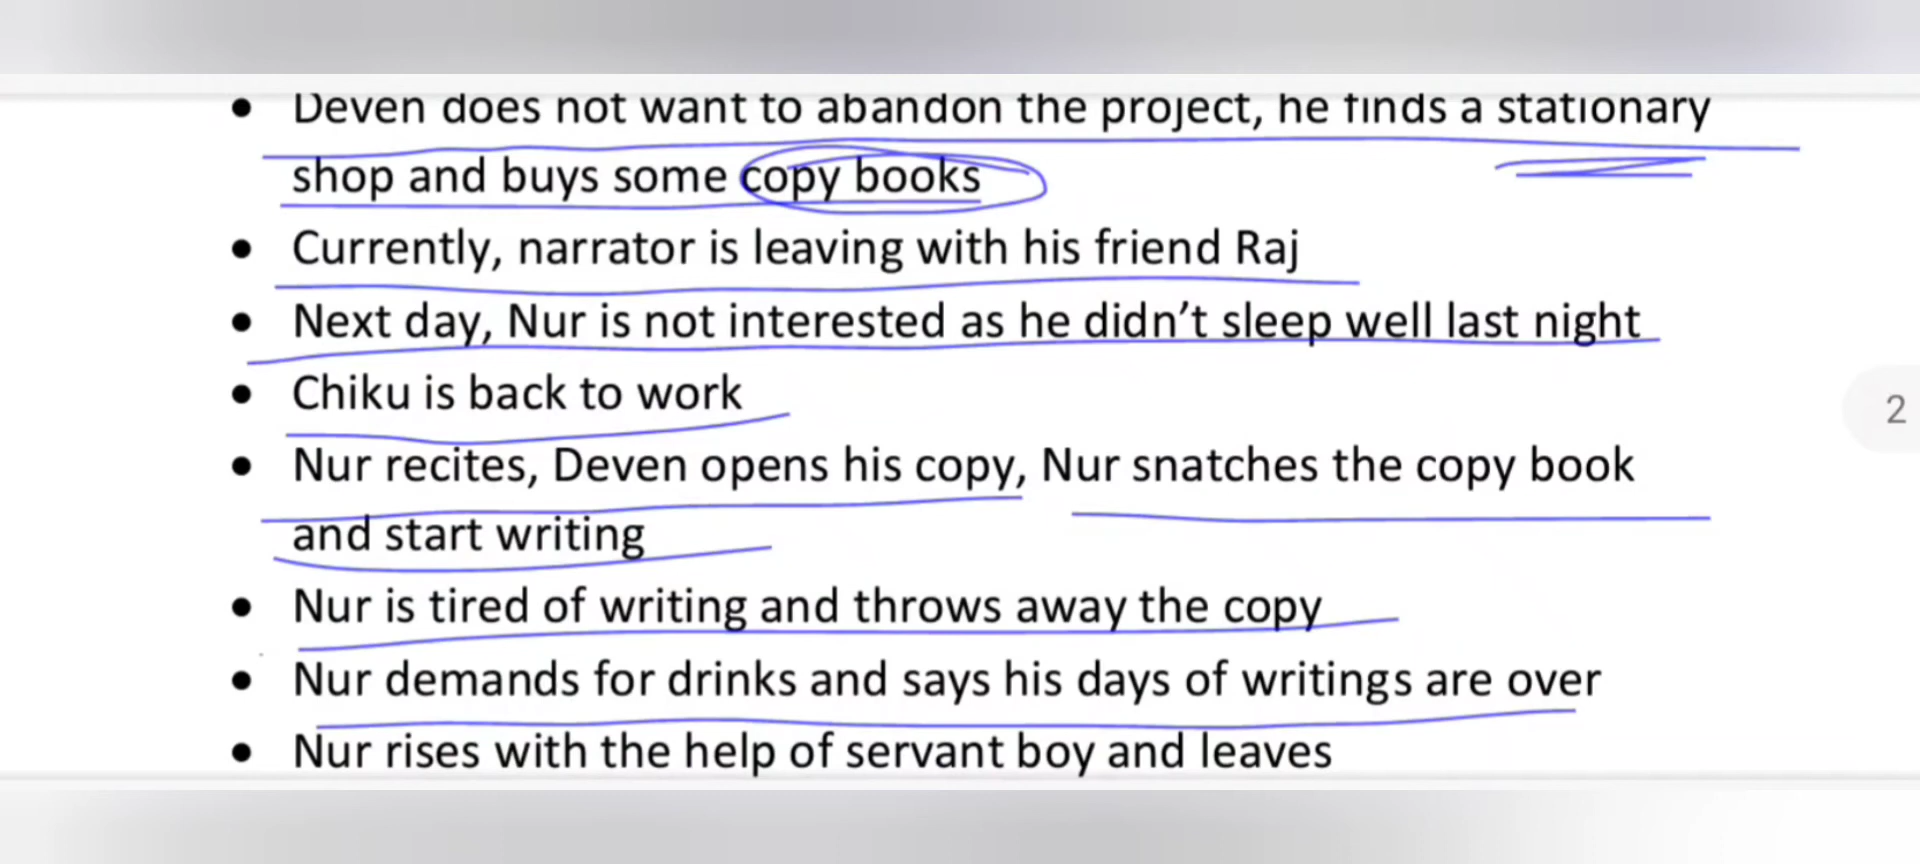 • Deven does not want to abandon the project, he finds a stationary
shop and buys some copy books
• Currently, narrator is leaving with his friend Raj
• Next day, Nur is not interested as he didn’t sleep well last night
• Chiku is back to work
2
• Nur recites, Deven opens his copy, Nur snatches the copy book
and start writing
• Nur is tired of writing and throws away the copy
• Nur demands for drinks and says his days of writings are over
• Nur rises with the help of servant boy and leaves